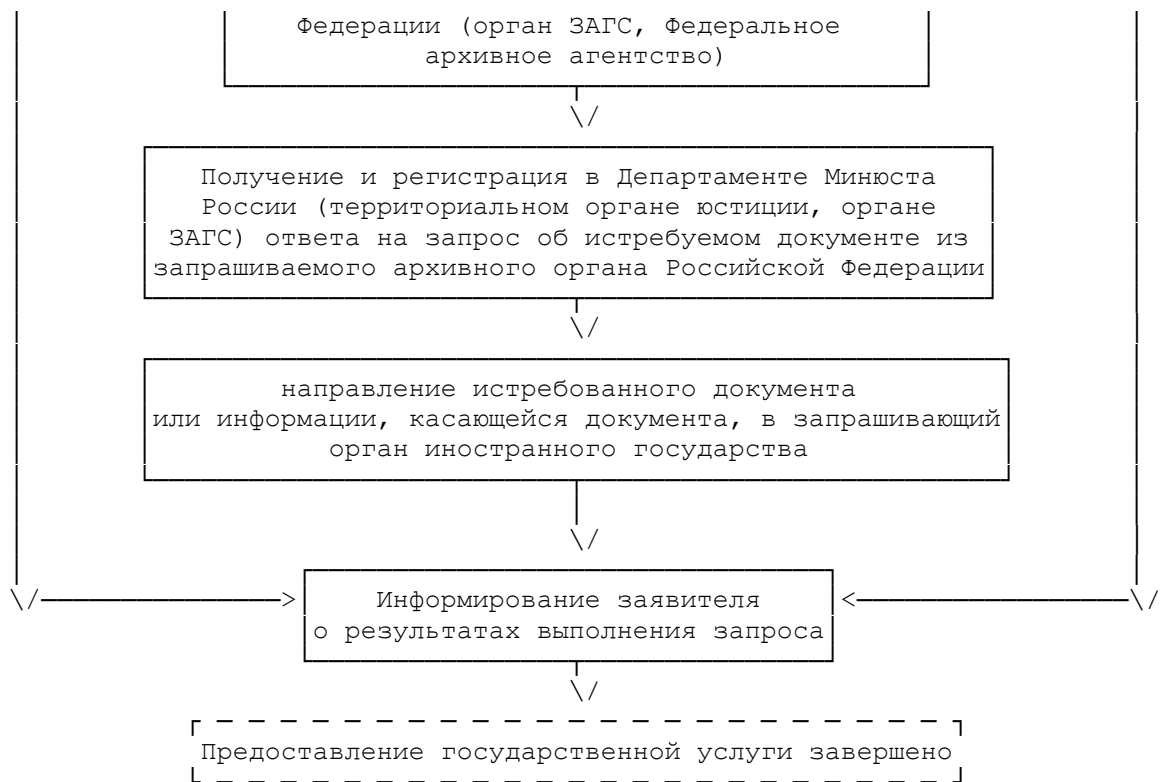 Федерации (орган ЗАГС, Федеральное
архивное агентство)
Получение и регистрация в Департаменте Минюста
России (территориальном органе юстиции, органе
ЗАГС) ответа на запрос об истребуемом документе из
запрашиваемого архивного органа Российской Федерации
направление истребованного документа
или информации, касающейся документа, в запрашивающий
орган иностранного государства
Информирование заявителя
о результатах выполнения запроса
Предоставление государственной услуги завершено